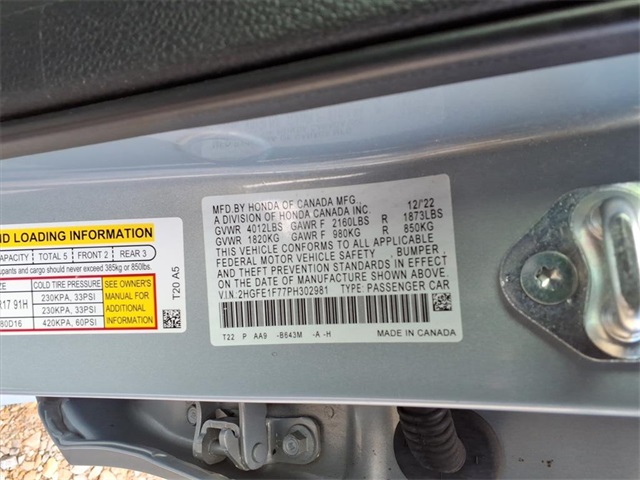 ND LOADING INFORMATION
CAPACITY TOTAL 5 FRONT 2 REAR 3
pants and cargo should never exceed 385kg or 850lbs.
ZE COLD TIRE PRESSURE
R17 91H 230KPA, 33PSI
230KPA, 33PSI
80D16 420KPA, 60PSI
SEE OWNER'S
MANUAL FOR
ADDITIONAL
INFORMATION
T20 A5
MFD.BY HONDA OF CANADA MFG., 12/'22
A DIVISION OF HONDA CANADA INC.
GVWR 4012LBS GAWR F 2160LBS R 1873LBS
GVWR 1820KG GAWR F 980KG R 850KG
THIS VEHICLE CONFORMS TO ALL APPLICABLE
FEDERAL MOTOR VEHICLE SAFETY , BUMPER ,
AND THEFT PREVENTION STANDARDS IN EFFECT
ON THE DATE OF MANUFACTURE SHOWN ABOVE.
V.I.N:2HGFE1F77PH302981 TYPE:PASSENGER CAR
T22 P AA9 -B643M -A -H MADE IN CANADA